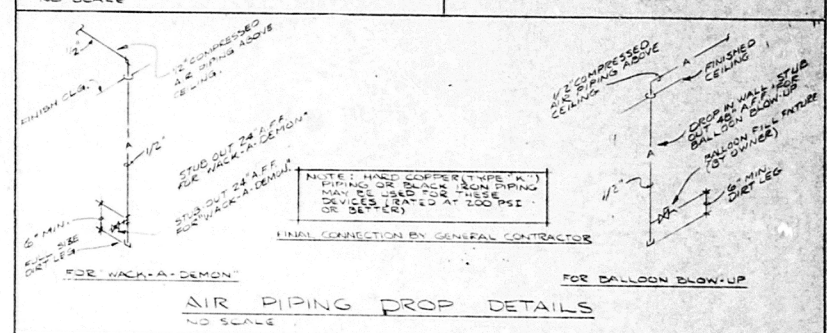 NO SCALE
1/2"
1/2" COMPRESSED
AIR PIPING ABOVE
CEILING.
FINISH CLG.
A
1/2"
STUB OUT 24" A.F.F.
FOR "WACK-A-DEMON"
STUB OUT 24" A.F.F.
FOR "WACK-A-DEMON"
6" MIN.
FULL SIZE
DIRT LEG
FOR "WACK-A-DEMON"
NOTE: HARD COPPER (TYPE "K")
PIPING OR BLACK IRON PIPING
MAY BE USED FOR THESE
DEVICES (RATED AT 200 PSI
OR BETTER)
FINAL CONNECTION BY GENERAL CONTRACTOR
1/2" COMPRESSED
AIR PIPING ABOVE
CEILING
A
FINISHED
CEILING
A
DROP IN WALL & STUB
OUT 48" A.F.F. FOR
BALLOON BLOW-UP
BALLOON FILL FIXTURE
(BY OWNER)
1/2"
6" MIN.
DIRT LEG
FOR BALLOON BLOW-UP
AIR PIPING DROP DETAILS
NO SCALE